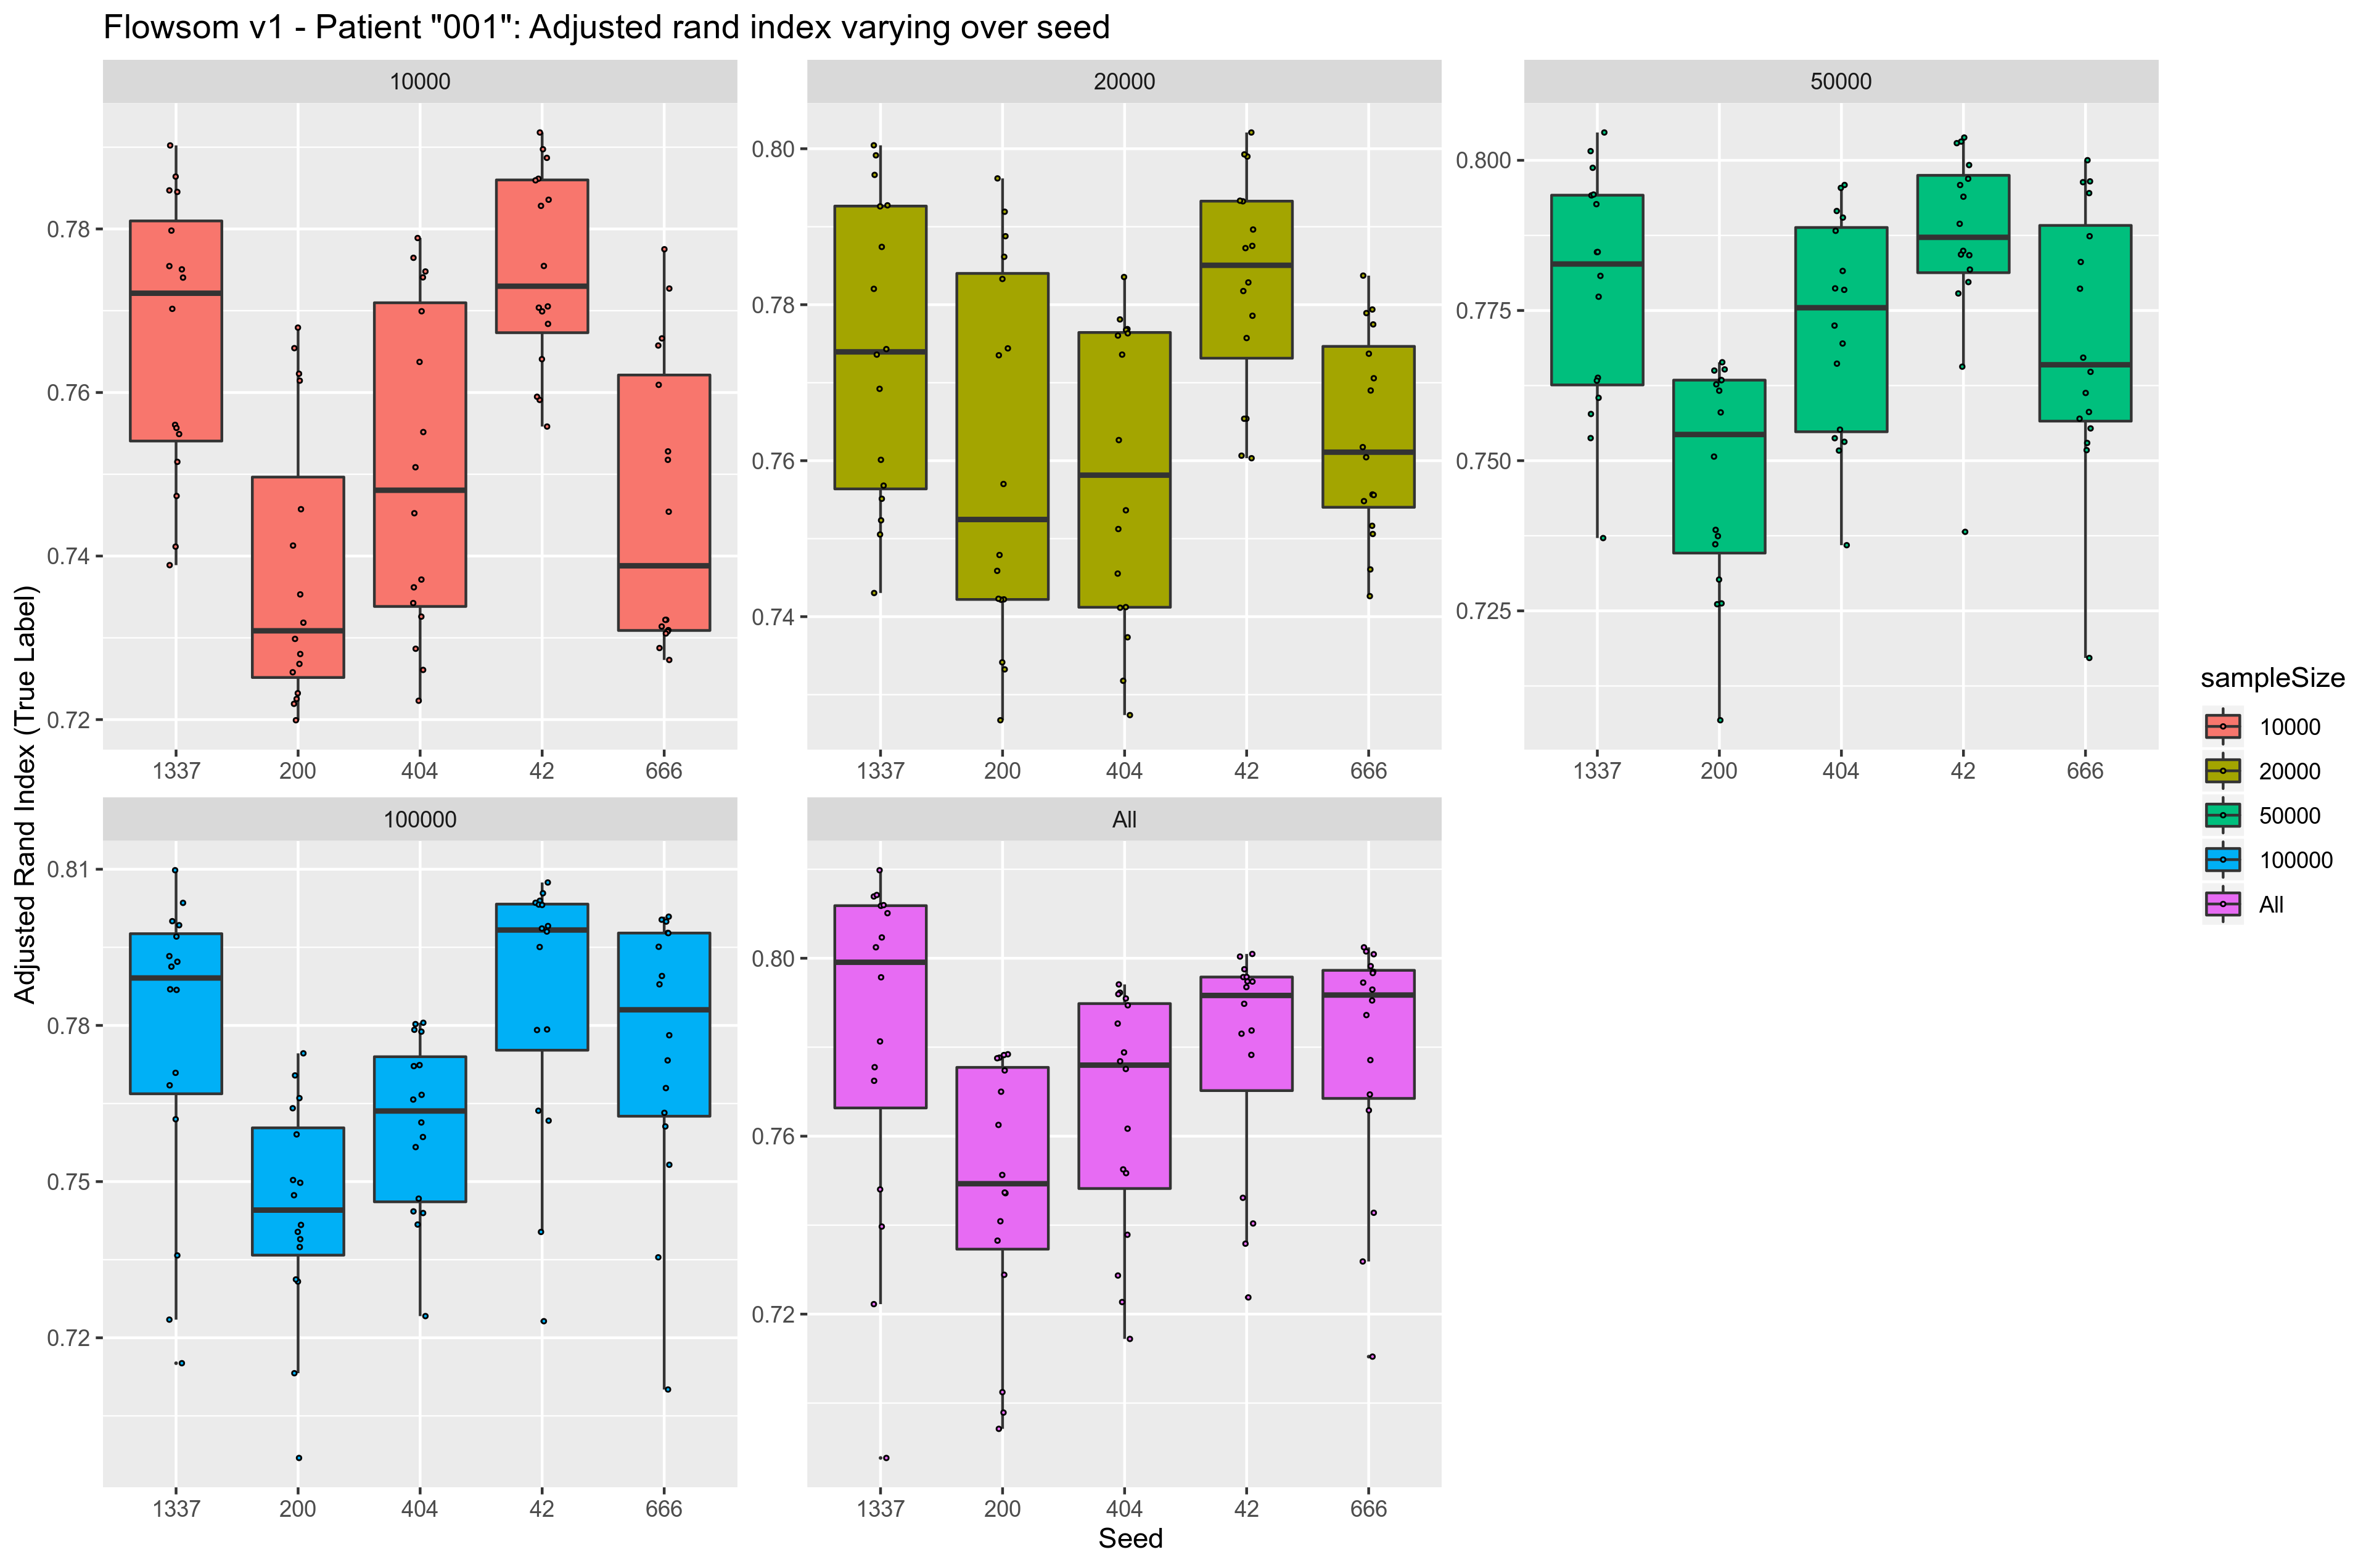 Flowsom v1 - Patient "001": Adjusted rand index varying over seed
10000
20000
50000
0.78
0.76
0.74
0.72
0.80
0.78
0.76
0.74
0.800
0.775
0.750
0.725
1337 200 404 42 666
1337 200 404 42 666
1337 200 404 42 666
100000
All
0.81
0.78
0.75
0.72
0.80
0.76
0.72
1337 200 404 42 666
1337 200 404 42 666
Seed
Adjusted Rand Index (True Label)
sampleSize
10000
20000
50000
100000
All